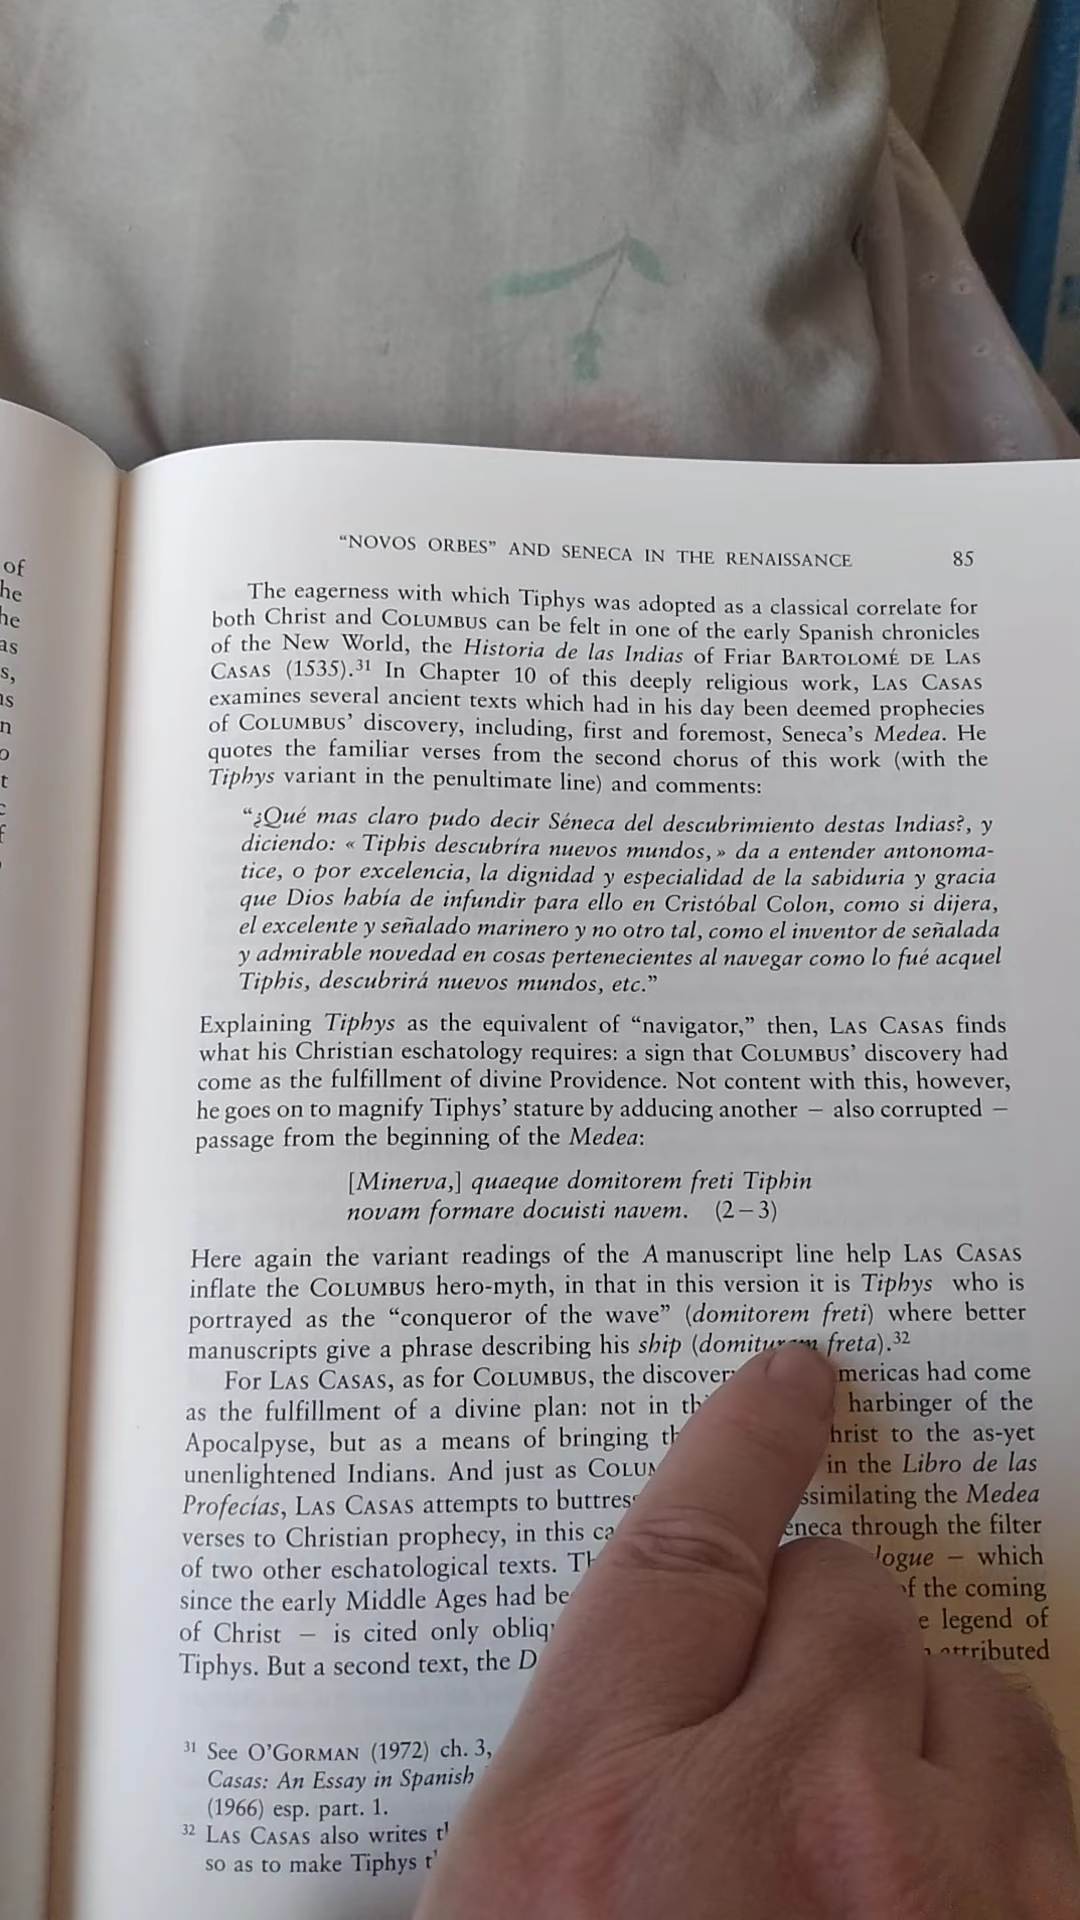 of
he
he
as
s,
as
n
o
t
c
f
"NOVOS ORBES" AND SENECA IN THE RENAISSANCE 85
The eagerness with which Tiphys was adopted as a classical correlate for
both Christ and COLUMBUS can be felt in one of the early Spanish chronicles
of the New World, the Historia de las Indias of Friar BARTOLOMÉ DE LAS
CASAS (1535).31 In Chapter 10 of this deeply religious work, LAS CASAS
examines several ancient texts which had in his day been deemed prophecies
of COLUMBUS' discovery, including, first and foremost, Seneca's Medea. He
quotes the familiar verses from the second chorus of this work (with the
Tiphys variant in the penultimate line) and comments:
"¿Qué mas claro pudo decir Séneca del descubrimiento destas Indias?, y
diciendo: « Tiphis descubríra nuevos mundos, » da a entender antonoma-
tice, o por excelencia, la dignidad y especialidad de la sabiduria y gracia
que Dios había de infundir para ello en Cristóbal Colon, como si dijera,
el excelente y señalado marinero y no otro tal, como el inventor de señalada
y admirable novedad en cosas pertenecientes al navegar como lo fué acquel
Tiphis, descubrirá nuevos mundos, etc."
Explaining Tiphys as the equivalent of "navigator," then, LAS CASAS finds
what his Christian eschatology requires: a sign that COLUMBUS' discovery had
come as the fulfillment of divine Providence. Not content with this, however,
he goes on to magnify Tiphys' stature by adducing another – also corrupted –
passage from the beginning of the Medea:
[Minerva,] quaeque domitorem freti Tiphin
novam formare docuisti navem. (2–3)
Here again the variant readings of the A manuscript line help LAS CASAS
inflate the COLUMBUS hero-myth, in that in this version it is Tiphys who is
portrayed as the "conqueror of the wave" (domitorem freti) where better
manuscripts give a phrase describing his ship (domituram freta).32
For LAS CASAS, as for COLUMBUS, the discover mericas had come
as the fulfillment of a divine plan: not in th harbinger of the
Apocalpyse, but as a means of bringing th hrist to the as-yet
unenlightened Indians. And just as COLUM in the Libro de las
Profecías, LAS CASAS attempts to buttress ssimilating the Medea
verses to Christian prophecy, in this ca eneca through the filter
of two other eschatological texts. Th logue – which
since the early Middle Ages had be of the coming
of Christ – is cited only obliq e legend of
Tiphys. But a second text, the D attributed
31 See O'GORMAN (1972) ch. 3,
Casas: An Essay in Spanish
(1966) esp. part. 1.
32 LAS CASAS also writes t
so as to make Tiphys t